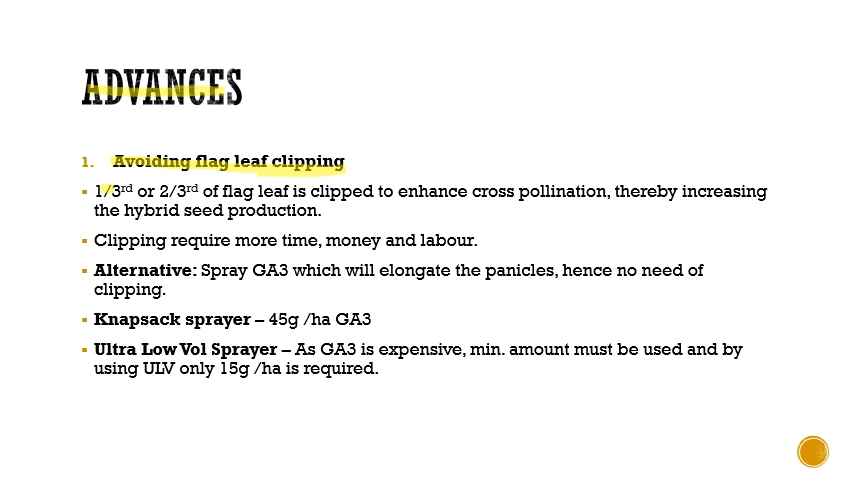 ADVANCES
1. Avoiding flag leaf clipping
▪ 1/3rd or 2/3rd of flag leaf is clipped to enhance cross pollination, thereby increasing
the hybrid seed production.
▪ Clipping require more time, money and labour.
▪ Alternative: Spray GA3 which will elongate the panicles, hence no need of
clipping.
▪ Knapsack sprayer – 45g /ha GA3
▪ Ultra Low Vol Sprayer – As GA3 is expensive, min. amount must be used and by
using ULV only 15g /ha is required.